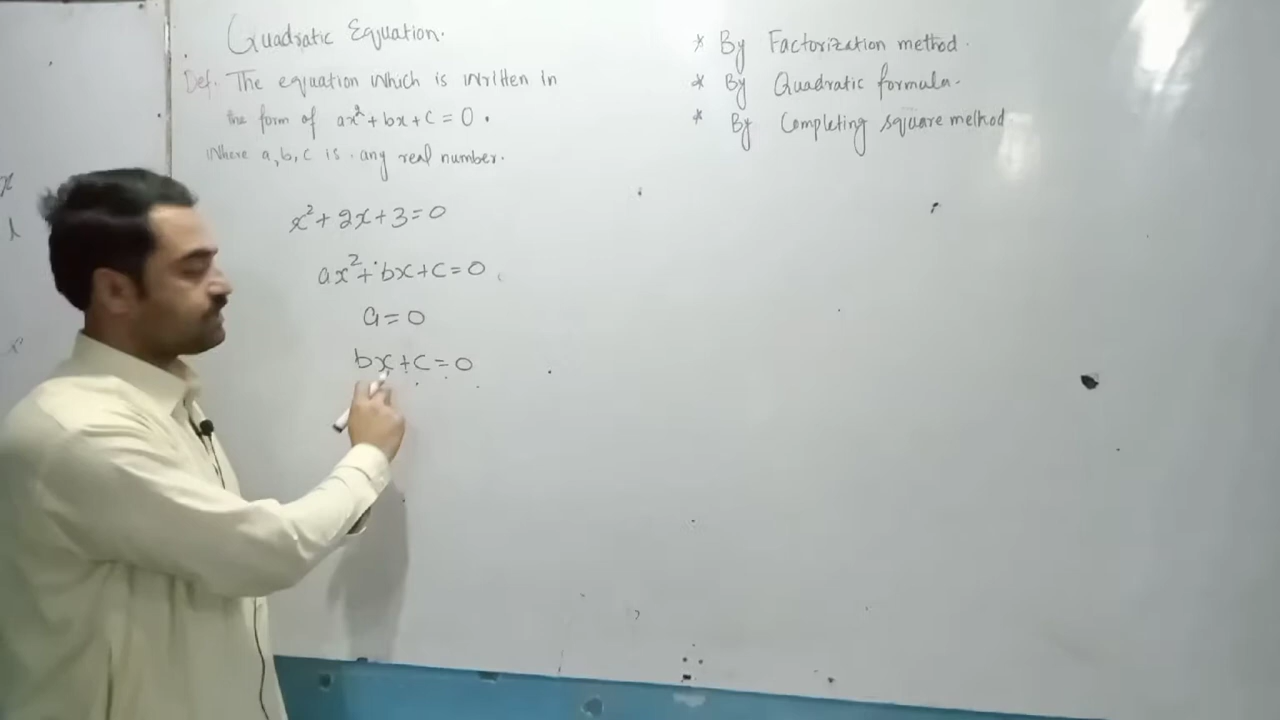 Quadratic Equation.
Def. The equation which is written in
the form of ax²+bx+c=0.
Where a,b,c is any real number.
x²+2x+3=0
ax²+bx+c=0
a=0
bx+c=0
* By Factorization method.
* By Quadratic formula.
* By Completing square method